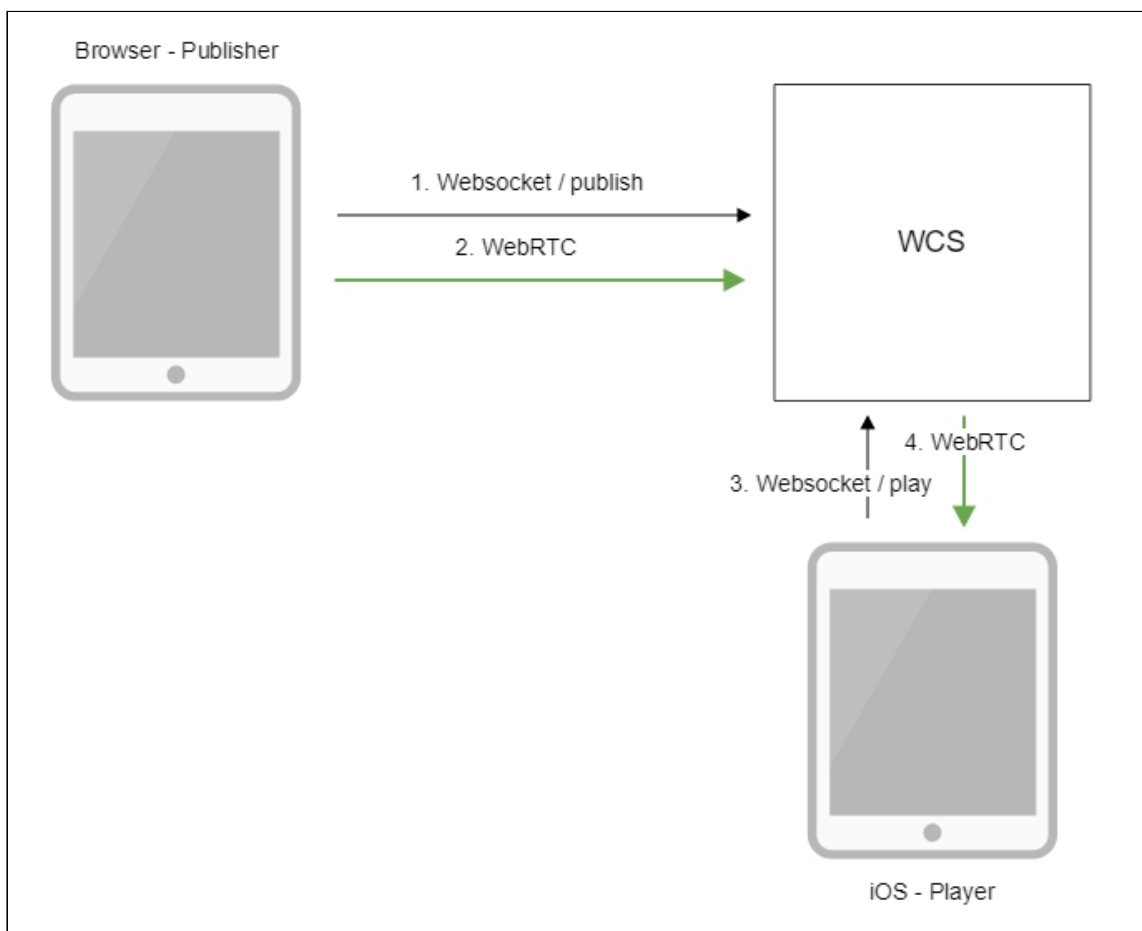 Browser - Publisher
1. Websocket / publish
2. WebRTC
WCS
4. WebRTC
3. Websocket / play
iOS - Player